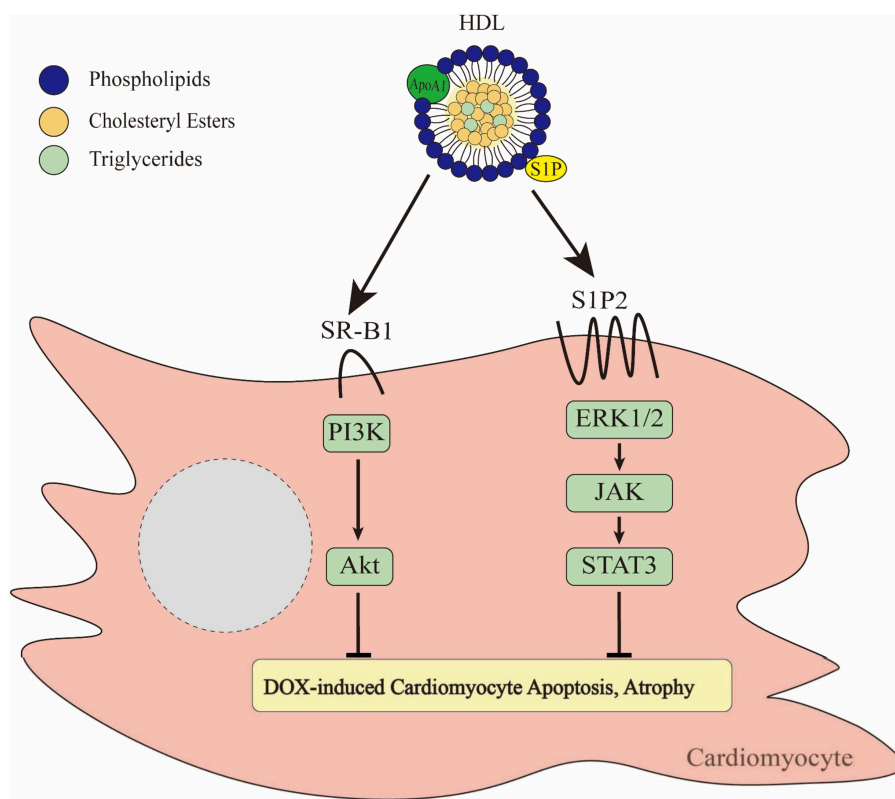 HDL
Phospholipids
Cholesteryl Esters
Triglycerides
ApoA1
S1P
SR-B1
S1P2
PI3K
Akt
ERK1/2
JAK
STAT3
DOX-induced Cardiomyocyte Apoptosis, Atrophy
Cardiomyocyte